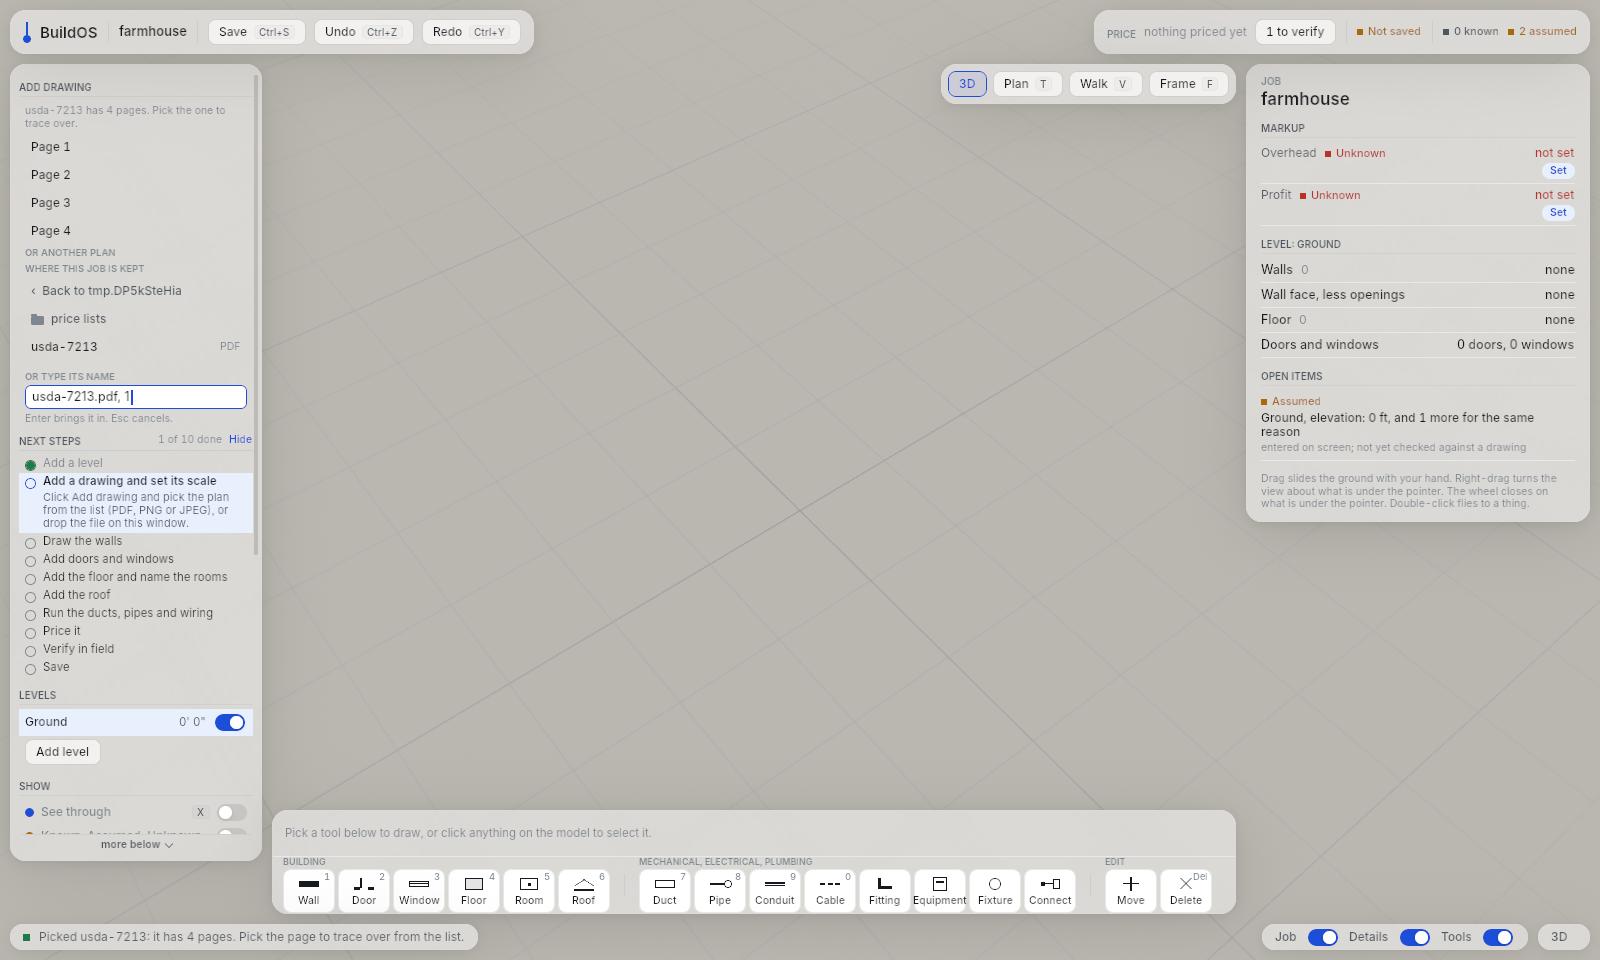 BuildOS
farmhouse
Save Ctrl+S
Undo Ctrl+Z
Redo Ctrl+Y
PRICE nothing priced yet
1 to verify
Not saved
0 known
2 assumed
ADD DRAWING
usda-7213 has 4 pages. Pick the one to
trace over.
Page 1
Page 2
Page 3
Page 4
OR ANOTHER PLAN
WHERE THIS JOB IS KEPT
‹ Back to tmp.DP5kSteHia
price lists
usda-7213 PDF
OR TYPE ITS NAME
usda-7213.pdf, 1
Enter brings it in. Esc cancels.
NEXT STEPS 1 of 10 done Hide
Add a level
Add a drawing and set its scale
Click Add drawing and pick the plan
from the list (PDF, PNG or JPEG), or
drop the file on this window.
Draw the walls
Add doors and windows
Add the floor and name the rooms
Add the roof
Run the ducts, pipes and wiring
Price it
Verify in field
Save
LEVELS
Ground 0' 0"
Add level
SHOW
See through X
more below
3D
Plan T
Walk V
Frame F
JOB
farmhouse
MARKUP
Overhead Unknown not set
Set
Profit Unknown not set
Set
LEVEL: GROUND
Walls 0 none
Wall face, less openings none
Floor 0 none
Doors and windows 0 doors, 0 windows
OPEN ITEMS
Assumed
Ground, elevation: 0 ft, and 1 more for the same
reason
entered on screen; not yet checked against a drawing
Drag slides the ground with your hand. Right-drag turns the
view about what is under the pointer. The wheel closes on
what is under the pointer. Double-click flies to a thing.
Pick a tool below to draw, or click anything on the model to select it.
BUILDING
1 Wall
2 Door
3 Window
4 Floor
5 Room
6 Roof
MECHANICAL, ELECTRICAL, PLUMBING
7 Duct
8 Pipe
9 Conduit
0 Cable
Fitting
Equipment
Fixture
Connect
EDIT
Move
Del Delete
Picked usda-7213: it has 4 pages. Pick the page to trace over from the list.
Job
Details
Tools
3D